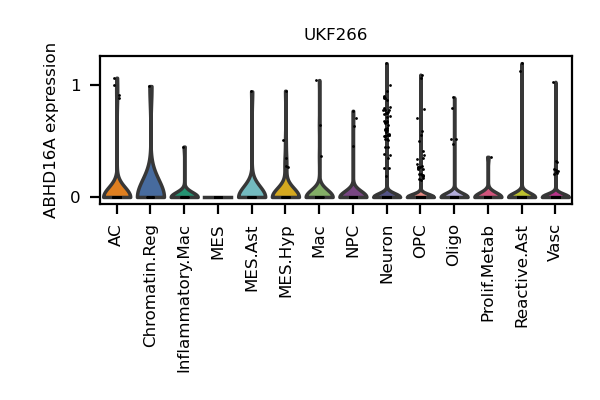 UKF266
ABHD16A expression
1
0
AC
Chromatin.Reg
Inflammatory.Mac
MES
MES.Ast
MES.Hyp
Mac
NPC
Neuron
OPC
Oligo
Prolif.Metab
Reactive.Ast
Vasc